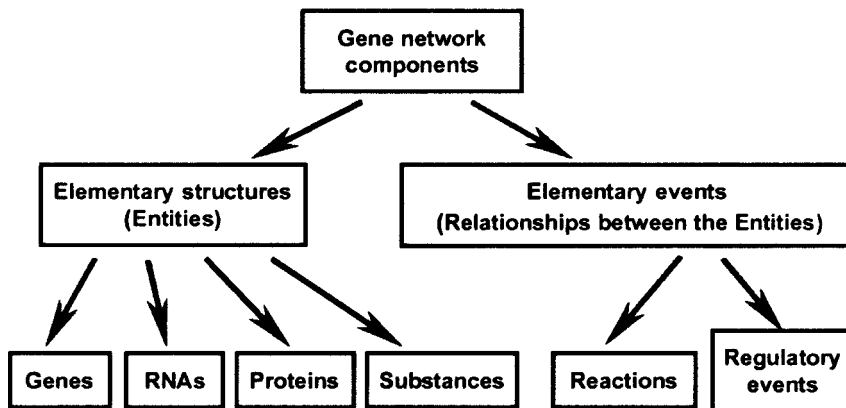 Gene network
components
Elementary structures
(Entities)
Elementary events
(Relationships between the Entities)
Genes
RNAs
Proteins
Substances
Reactions
Regulatory
events